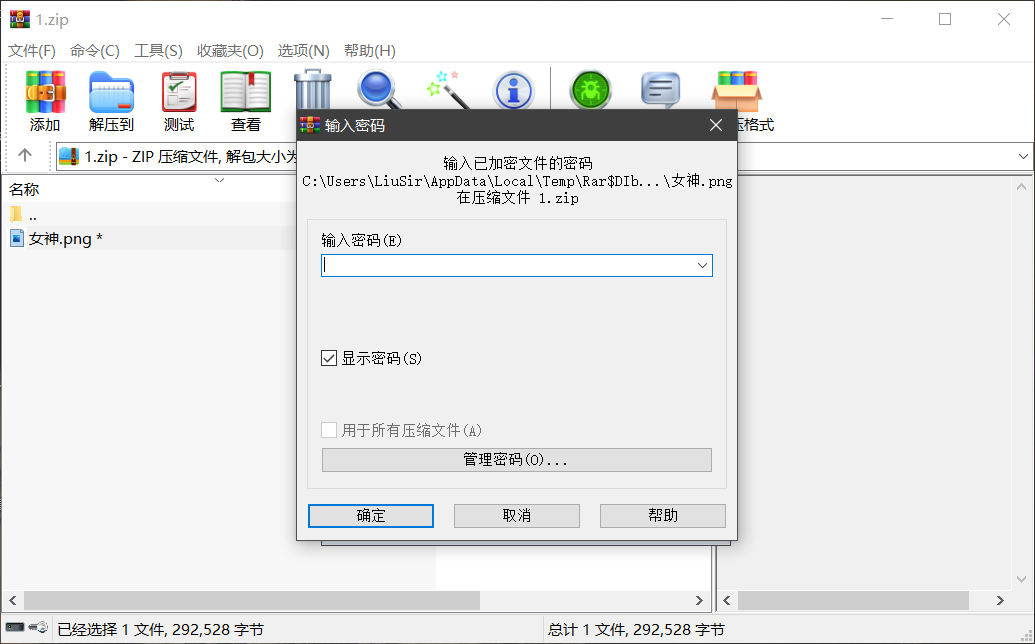 1.zip
文件(F) 命令(C) 工具(S) 收藏夹(O) 选项(N) 帮助(H)
添加 解压到 测试 查看 压格式
1.zip - ZIP 压缩文件, 解包大小为
名称
..
女神.png *
输入密码
输入已加密文件的密码
C:\Users\LiuSir\AppData\Local\Temp\Rar$DIb...\女神.png
在压缩文件 1.zip
输入密码(E)
显示密码(S)
用于所有压缩文件(A)
管理密码(O)...
确定 取消 帮助
已经选择 1 文件, 292,528 字节 总计 1 文件, 292,528 字节